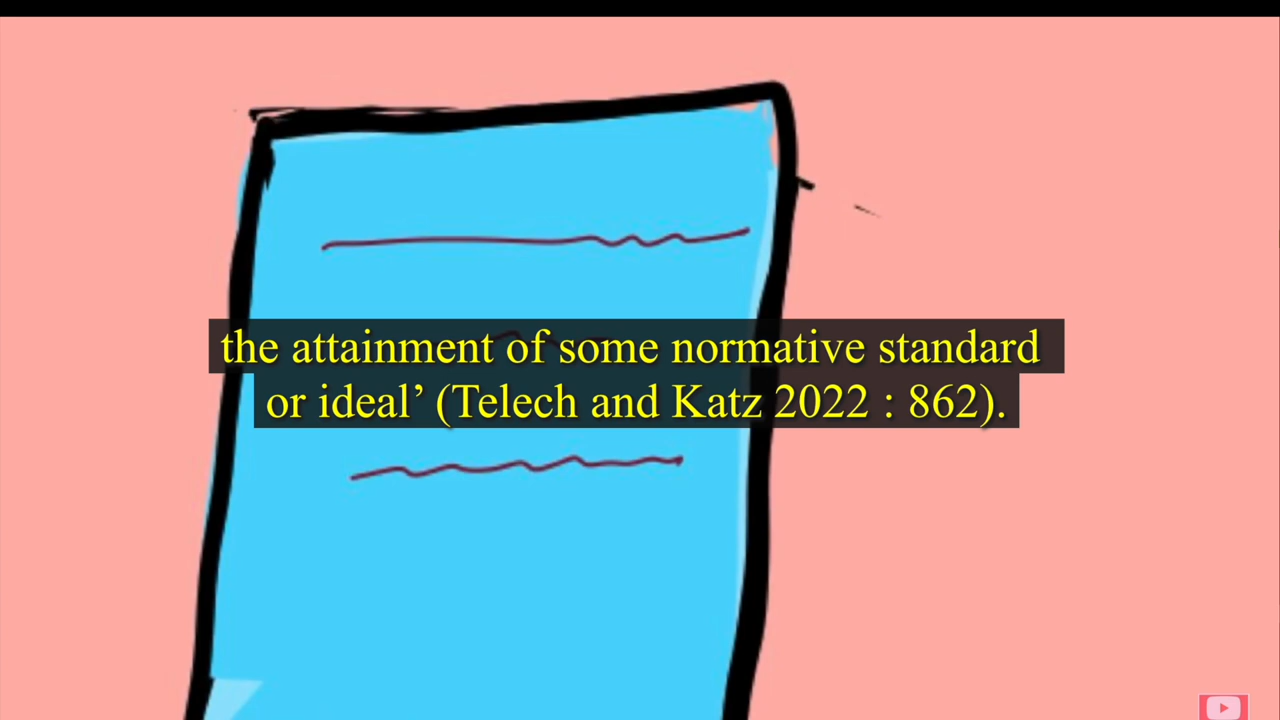 the attainment of some normative standard
or ideal’ (Telech and Katz 2022 : 862).